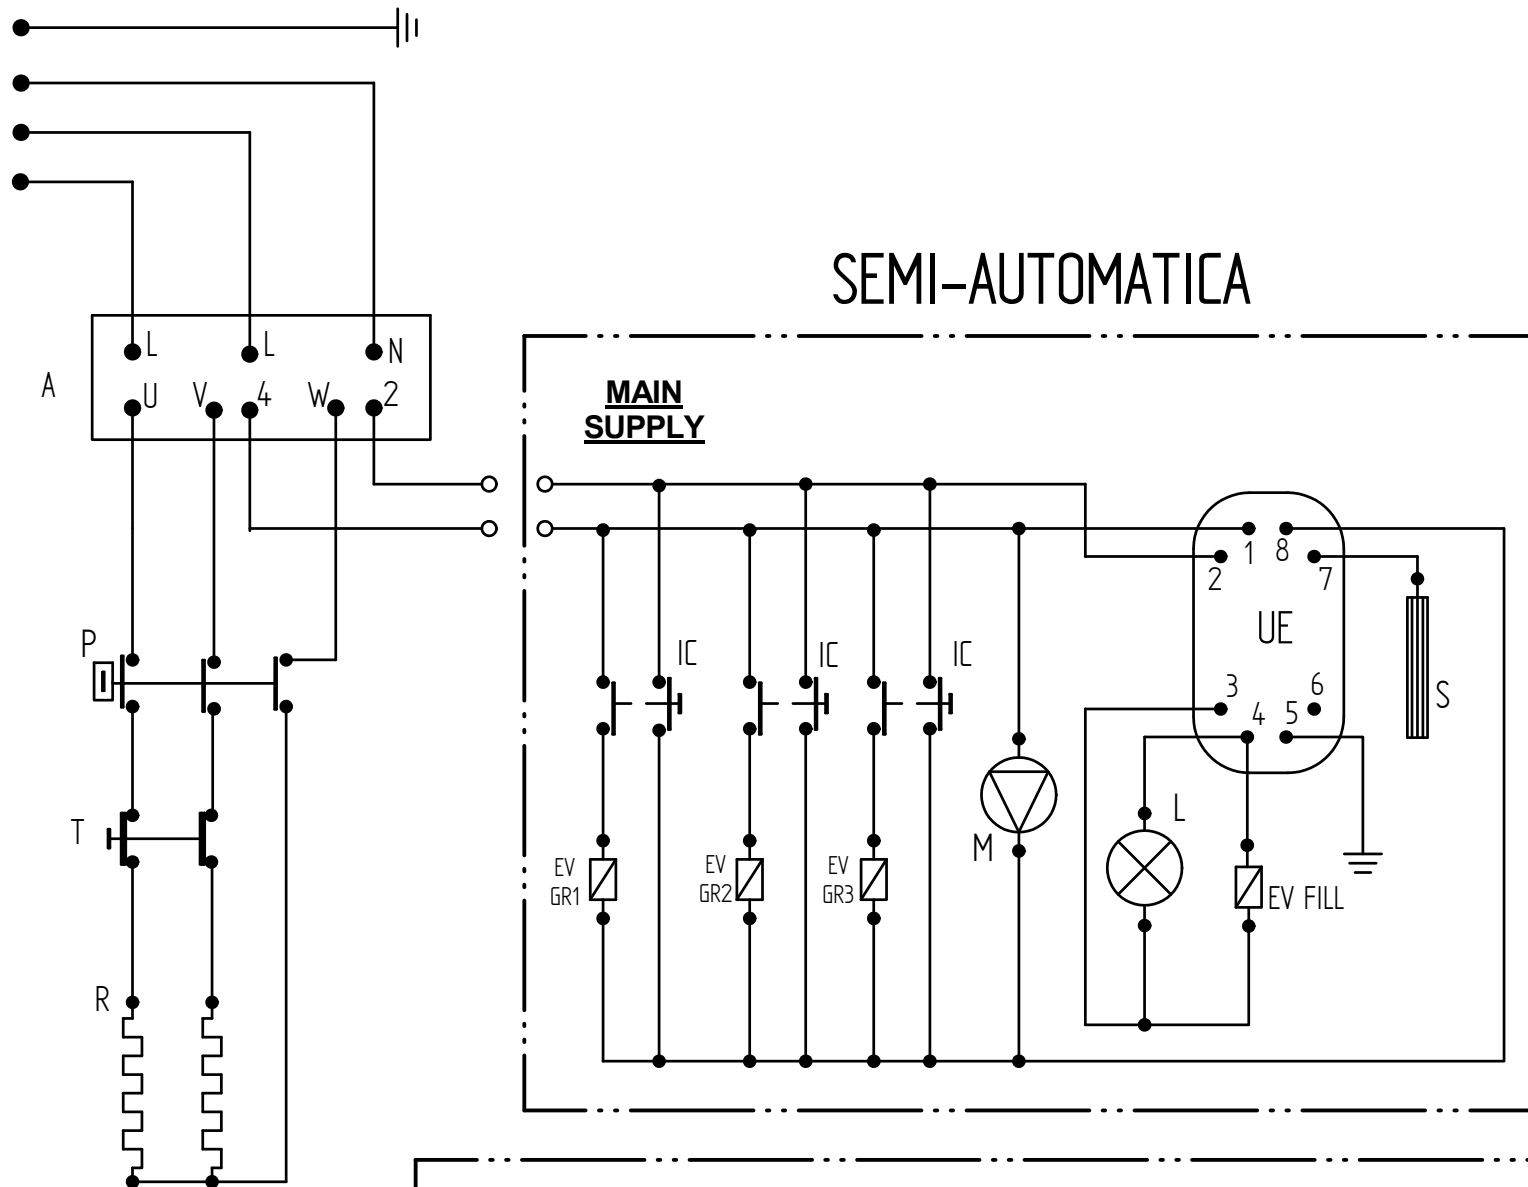 SEMI-AUTOMATICA
L L N
A
U V 4 W 2
MAIN
SUPPLY
1 8
2 7
UE
P
IC IC IC
3 6
4 5
S
T
L
M
EV
GR1
EV
GR2
EV
GR3
EV FILL
R